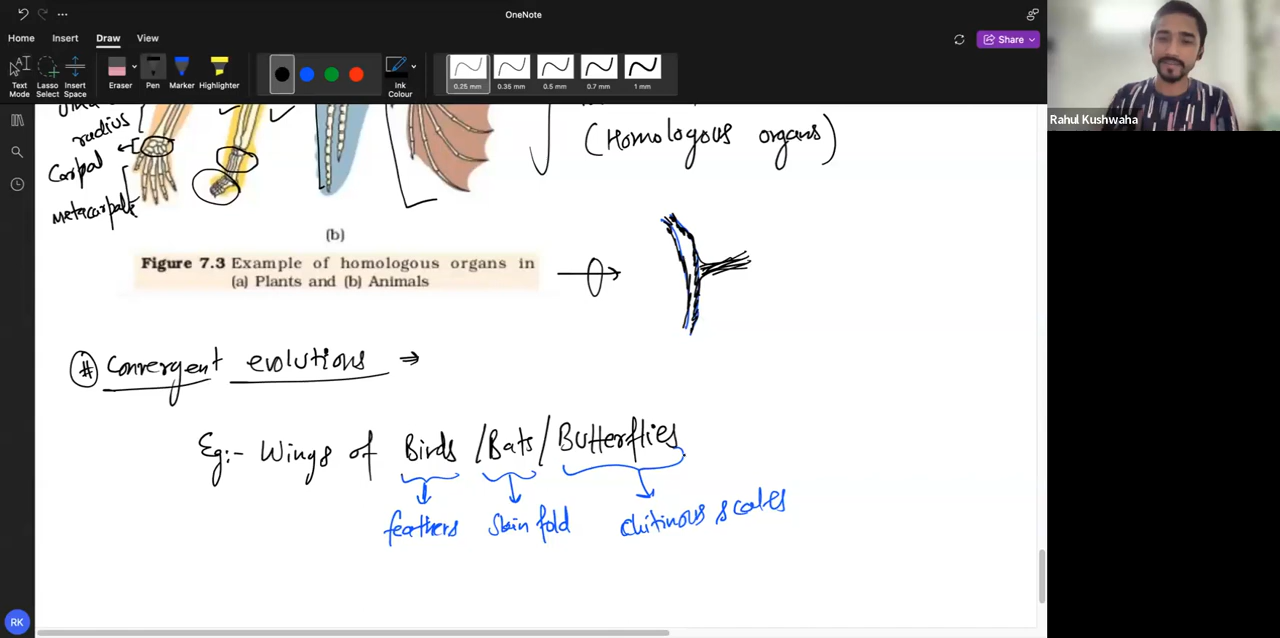 OneNote
Home Insert Draw View
Share
Text Mode Lasso Select Insert Space Eraser Pen Marker Highlighter Ink Colour 0.25 mm 0.35 mm 0.5 mm 0.7 mm 1 mm
Rahul Kushwaha
radius
Carpal
metacarpals
(Homologous organs)
(b)
Figure 7.3 Example of homologous organs in
(a) Plants and (b) Animals
# Convergent evolutions ⇒
Eg:- Wings of Birds /Bats/Butterflies
feathers skin fold chitinous scales
RK